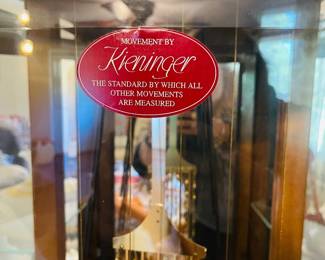 MOVEMENT BY
Kieninger
THE STANDARD BY WHICH ALL
OTHER MOVEMENTS
ARE MEASURED